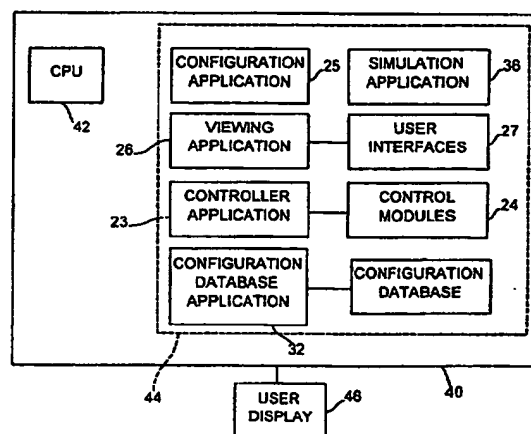 CPU
42
CONFIGURATION
APPLICATION
25
SIMULATION
APPLICATION
38
26
VIEWING
APPLICATION
USER
INTERFACES
27
23
CONTROLLER
APPLICATION
CONTROL
MODULES
24
CONFIGURATION
DATABASE
APPLICATION
CONFIGURATION
DATABASE
32
44
40
USER
DISPLAY
46